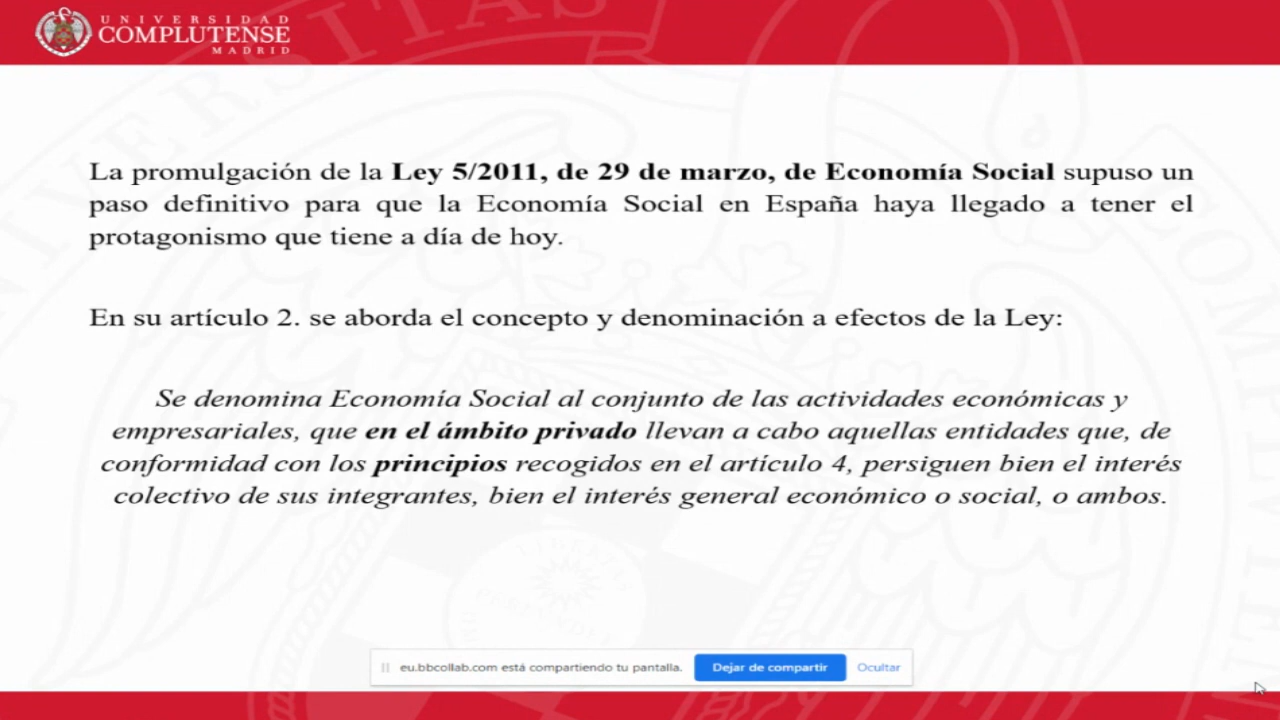 UNIVERSIDAD
COMPLUTENSE
MADRID
La promulgación de la Ley 5/2011, de 29 de marzo, de Economía Social supuso un
paso definitivo para que la Economía Social en España haya llegado a tener el
protagonismo que tiene a día de hoy.
En su artículo 2. se aborda el concepto y denominación a efectos de la Ley:
Se denomina Economía Social al conjunto de las actividades económicas y
empresariales, que en el ámbito privado llevan a cabo aquellas entidades que, de
conformidad con los principios recogidos en el artículo 4, persiguen bien el interés
colectivo de sus integrantes, bien el interés general económico o social, o ambos.
eu.bbcollab.com está compartiendo tu pantalla. Dejar de compartir Ocultar